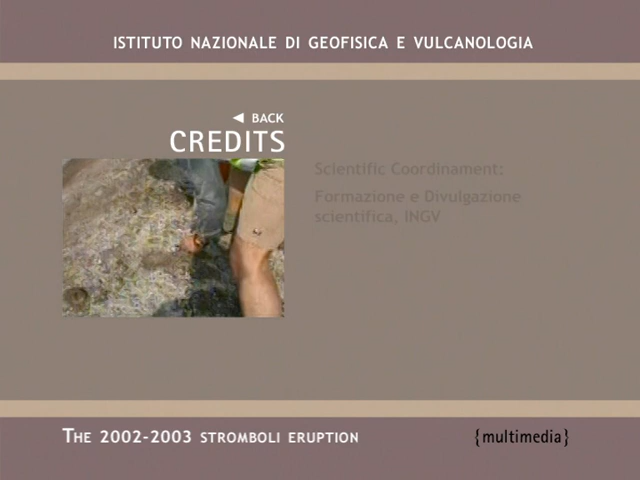 ISTITUTO NAZIONALE DI GEOFISICA E VULCANOLOGIA
◄ BACK
CREDITS
Scientific Coordinament:
Formazione e Divulgazione
scientifica, INGV
THE 2002-2003 STROMBOLI ERUPTION
{multimedia}